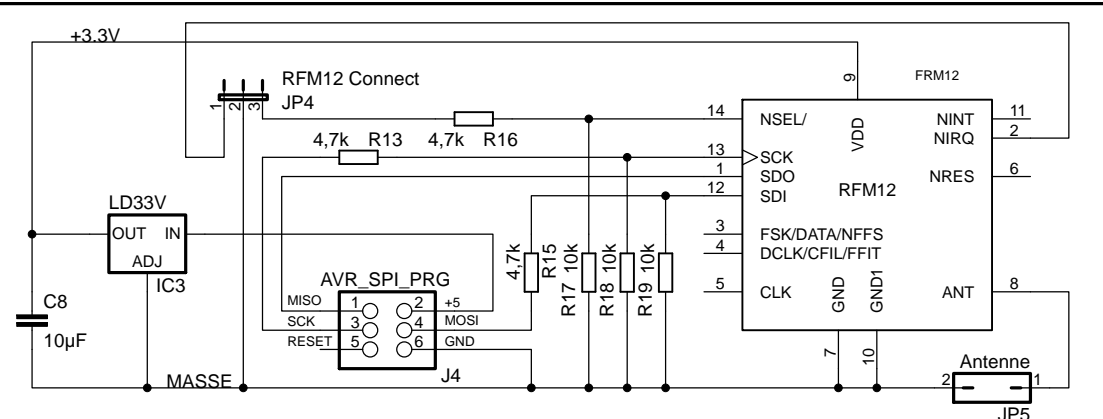 +3.3V
RFM12 Connect
JP4
1
2
3
4,7k R13
4,7k R16
FRM12
9
VDD
14 NSEL/
13 SCK
1 SDO
12 SDI
3 FSK/DATA/NFFS
4 DCLK/CFIL/FFIT
5 CLK
RFM12
NINT 11
NIRQ 2
NRES 6
ANT 8
GND
GND1
7
10
LD33V
OUT IN
ADJ
IC3
C8
10µF
AVR_SPI_PRG
MISO 1 2 +5
SCK 3 4 MOSI
RESET 5 6 GND
J4
4,7k
R15
R17 10k
R18 10k
R19 10k
MASSE
Antenne
2 1
JP5